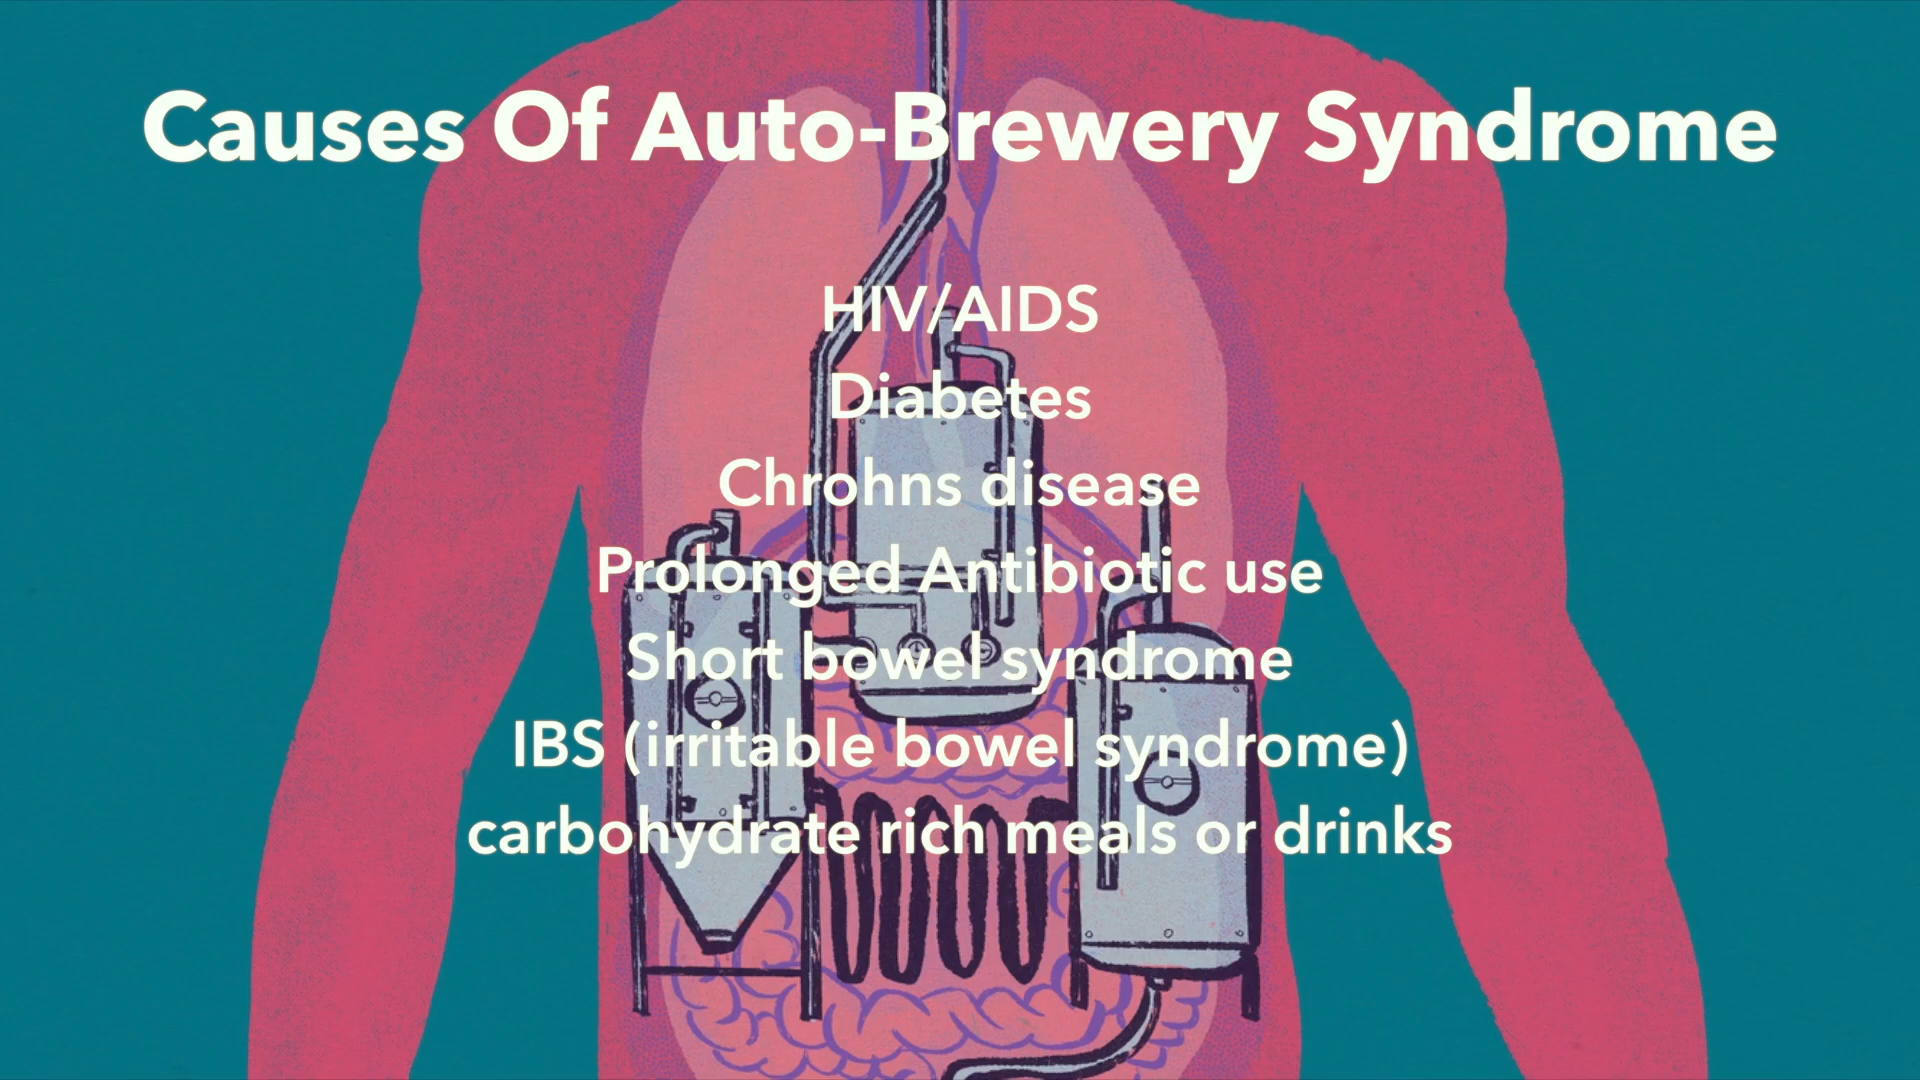 Causes Of Auto-Brewery Syndrome
HIV/AIDS
Diabetes
Chrohns disease
Prolonged Antibiotic use
Short bowel syndrome
IBS (irritable bowel syndrome)
carbohydrate rich meals or drinks